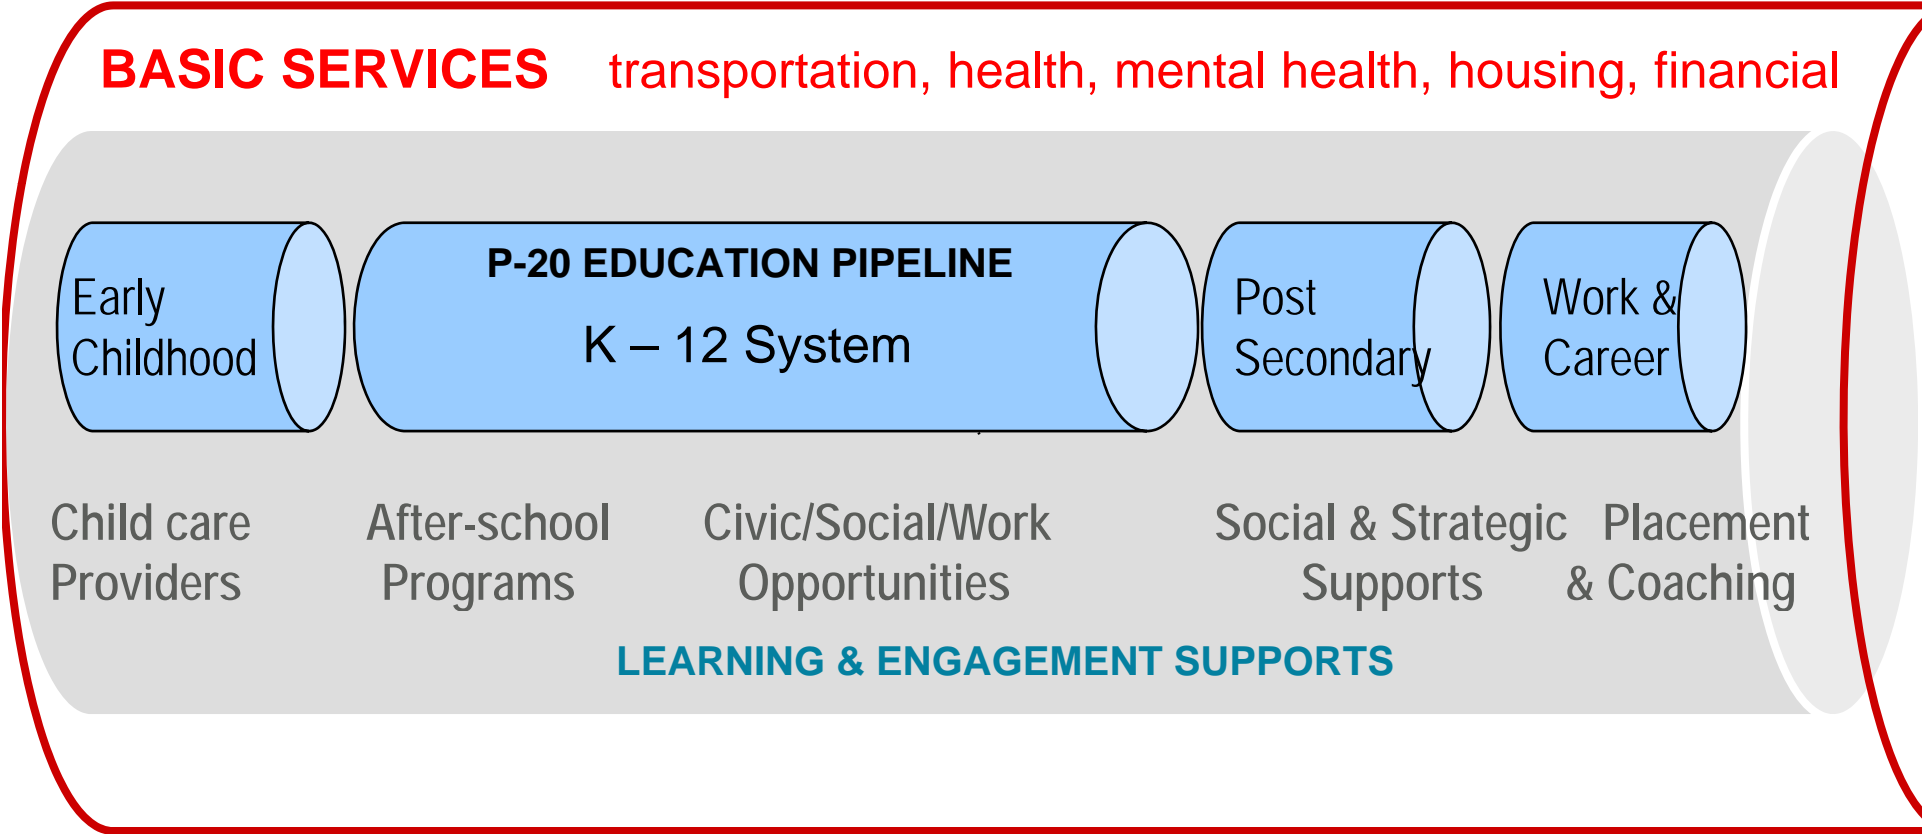 BASIC SERVICES transportation, health, mental health, housing, financial
P-20 EDUCATION PIPELINE
K – 12 System
Early
Childhood
Post
Secondary
Work &
Career
Child care
Providers
After-school
Programs
Civic/Social/Work
Opportunities
Social & Strategic
Supports
Placement
& Coaching
LEARNING & ENGAGEMENT SUPPORTS